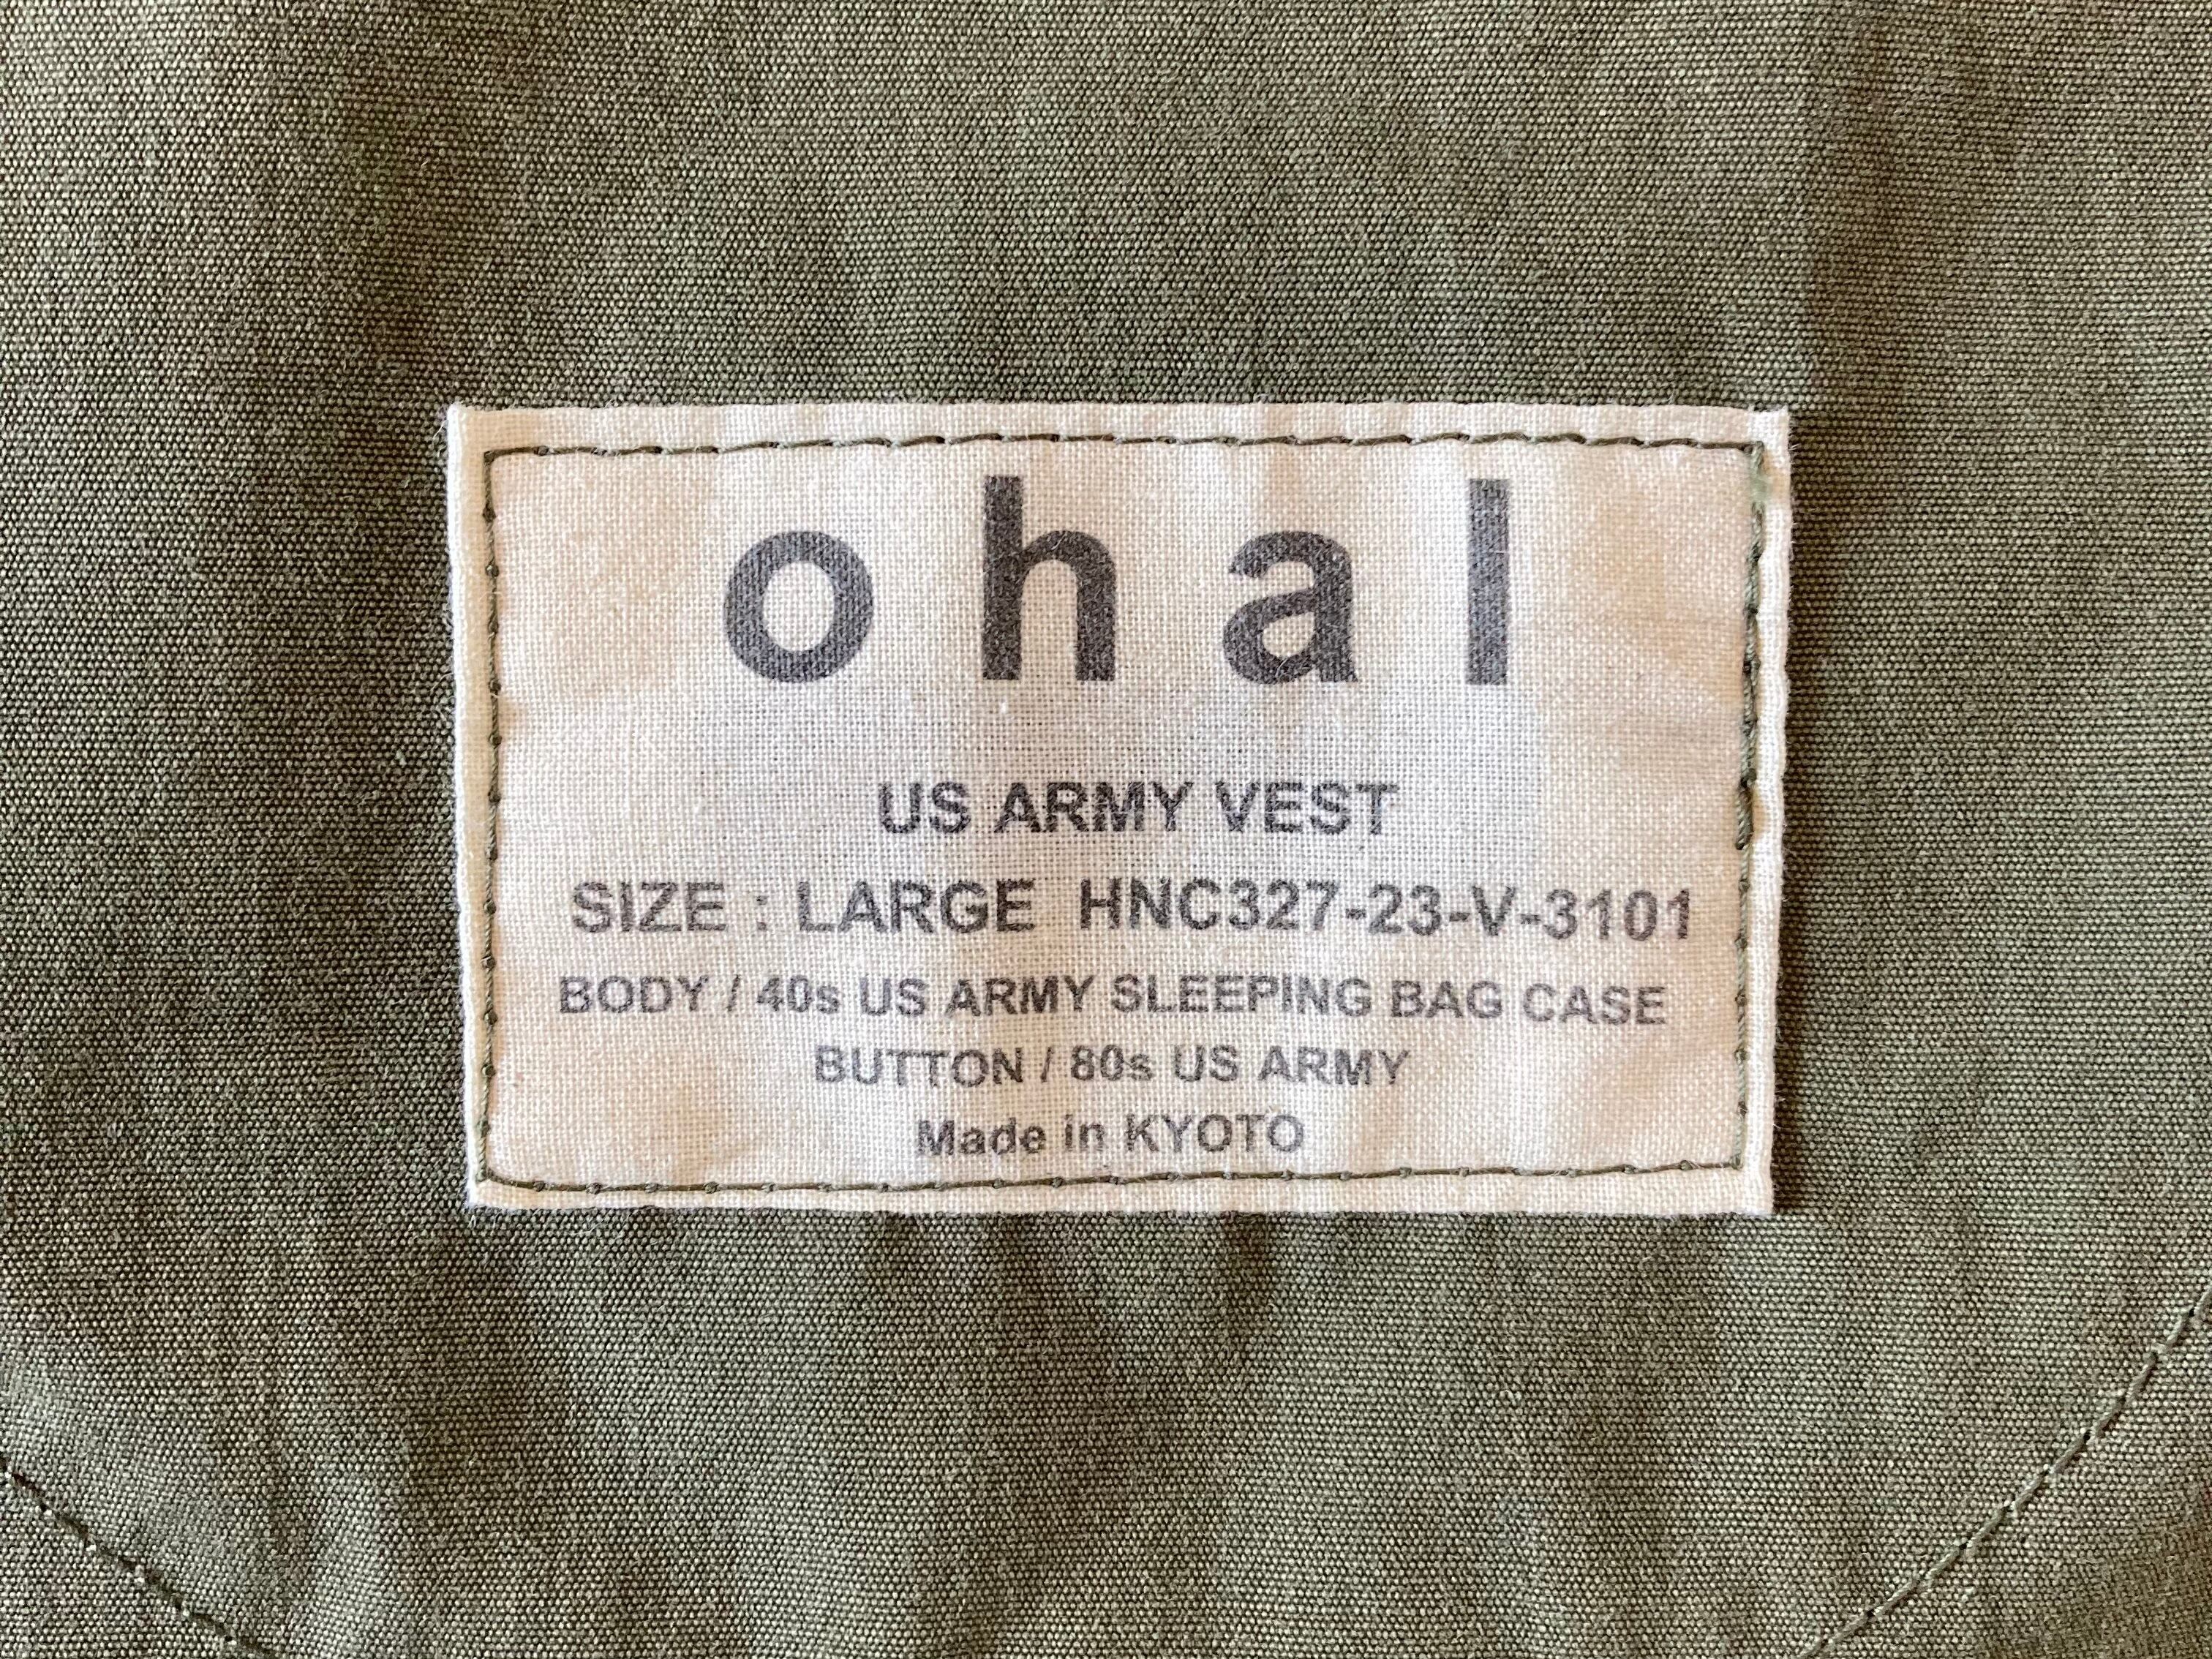 ohal
US ARMY VEST
SIZE : LARGE HNC327-23-V-3101
BODY / 40s US ARMY SLEEPING BAG CASE
BUTTON / 80s US ARMY
Made in KYOTO